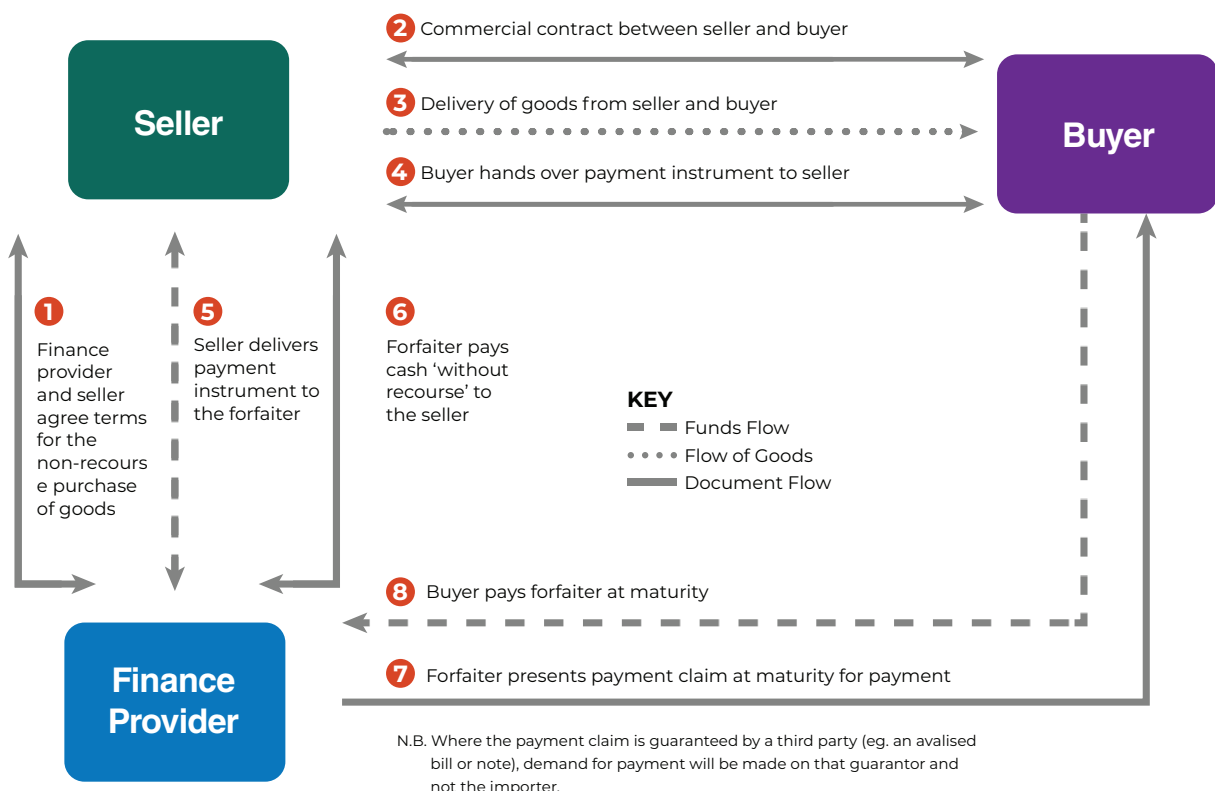 2 Commercial contract between seller and buyer
Seller
3 Delivery of goods from seller and buyer
Buyer
4 Buyer hands over payment instrument to seller
1
Finance
provider
and seller
agree terms
for the
non-recours
e purchase
of goods
5
Seller delivers
payment
instrument to
the forfaiter
6
Forfaiter pays
cash ‘without
recourse’ to
the seller
KEY
Funds Flow
Flow of Goods
Document Flow
8 Buyer pays forfaiter at maturity
Finance
Provider
7 Forfaiter presents payment claim at maturity for payment
N.B. Where the payment claim is guaranteed by a third party (eg. an avalised
bill or note), demand for payment will be made on that guarantor and
not the importer.